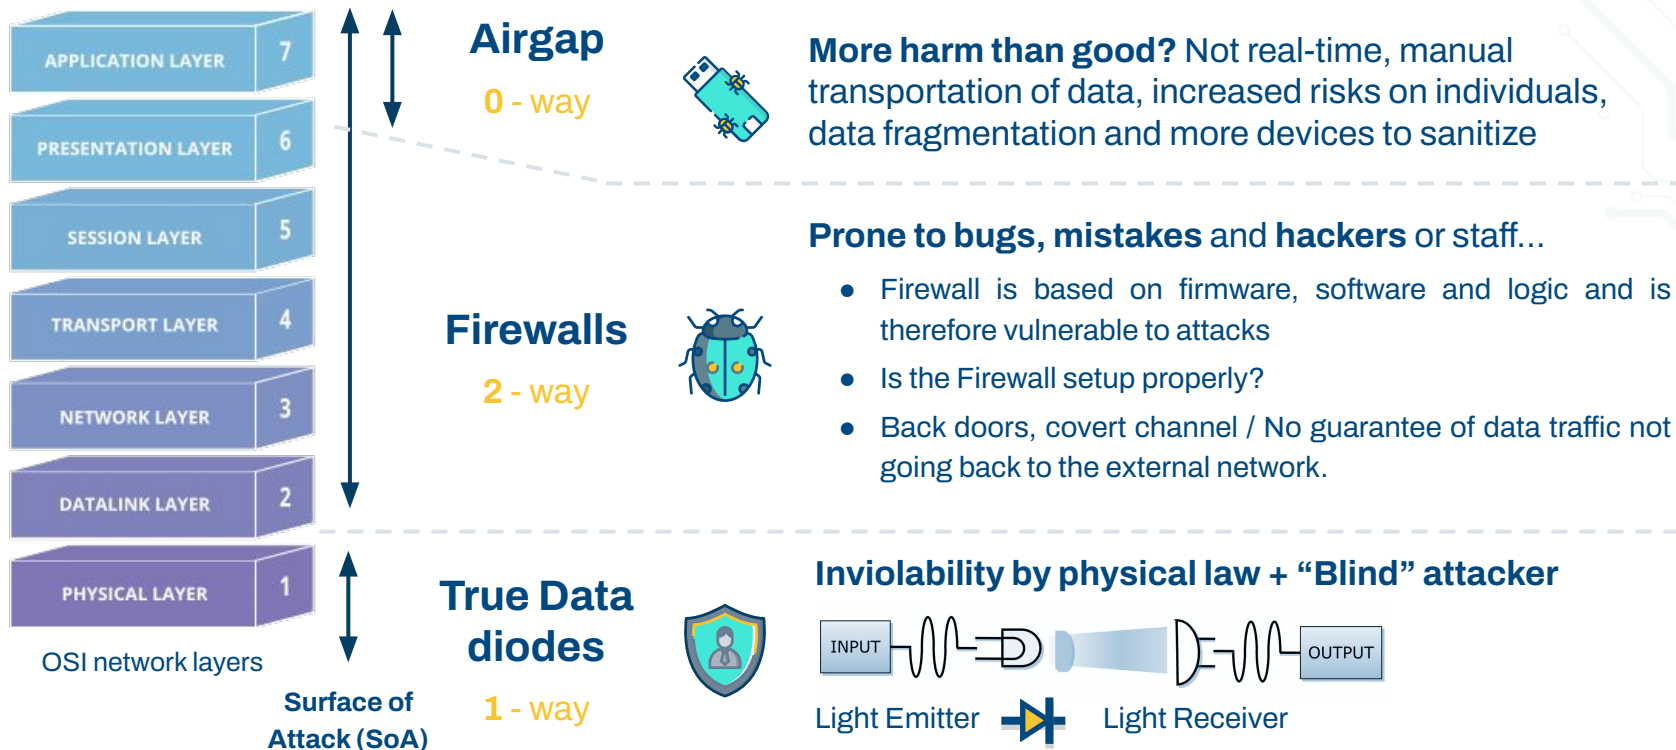 APPLICATION LAYER 7
PRESENTATION LAYER 6
SESSION LAYER 5
TRANSPORT LAYER 4
NETWORK LAYER 3
DATALINK LAYER 2
PHYSICAL LAYER 1
OSI network layers
Surface of
Attack (SoA)
Airgap
0 - way
More harm than good? Not real-time, manual
transportation of data, increased risks on individuals,
data fragmentation and more devices to sanitize
Firewalls
2 - way
Prone to bugs, mistakes and hackers or staff...
● Firewall is based on firmware, software and logic and is
therefore vulnerable to attacks
● Is the Firewall setup properly?
● Back doors, covert channel / No guarantee of data traffic not
going back to the external network.
True Data
diodes
1 - way
Inviolability by physical law + “Blind” attacker
INPUT
OUTPUT
Light Emitter
Light Receiver